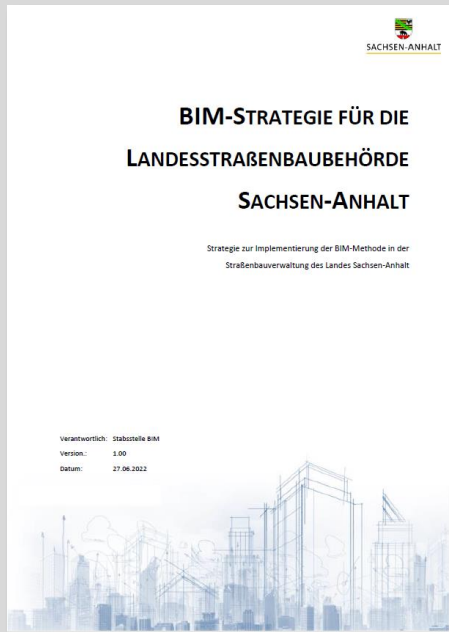 SACHSEN-ANHALT
BIM-STRATEGIE FÜR DIE
LANDESSTRAßENBAUBEHÖRDE
SACHSEN-ANHALT
Strategie zur Implementierung der BIM-Methode in der
Straßenbauverwaltung des Landes Sachsen-Anhalt
Verantwortlich: Stabsstelle BIM
Version.: 1.00
Datum: 27.06.2022